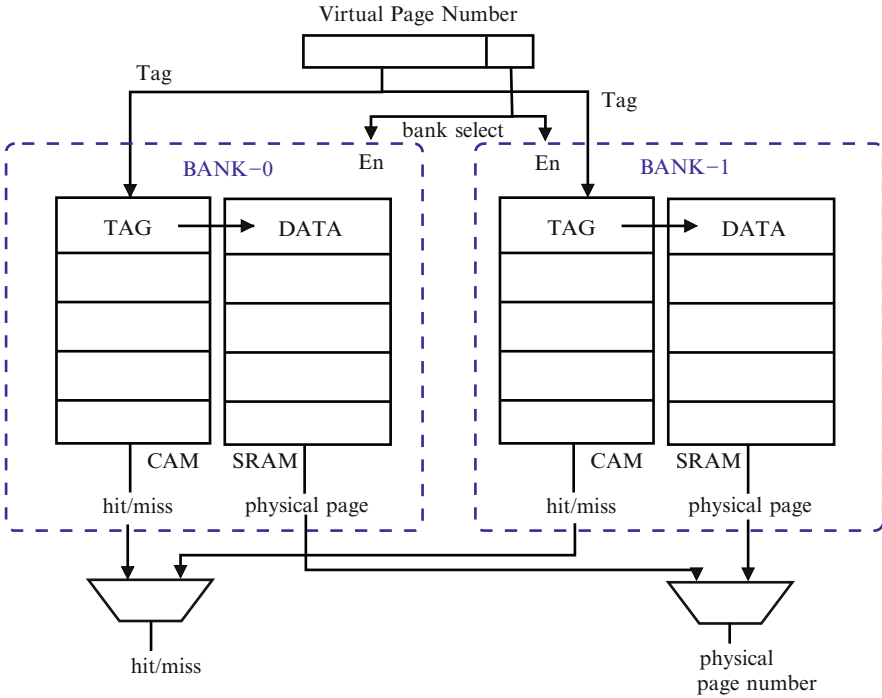 Virtual Page Number
Tag
Tag
bank select
En
En
BANK−0
BANK−1
TAG
DATA
TAG
DATA
CAM
SRAM
CAM
SRAM
hit/miss
physical page
hit/miss
physical page
hit/miss
physical
page number